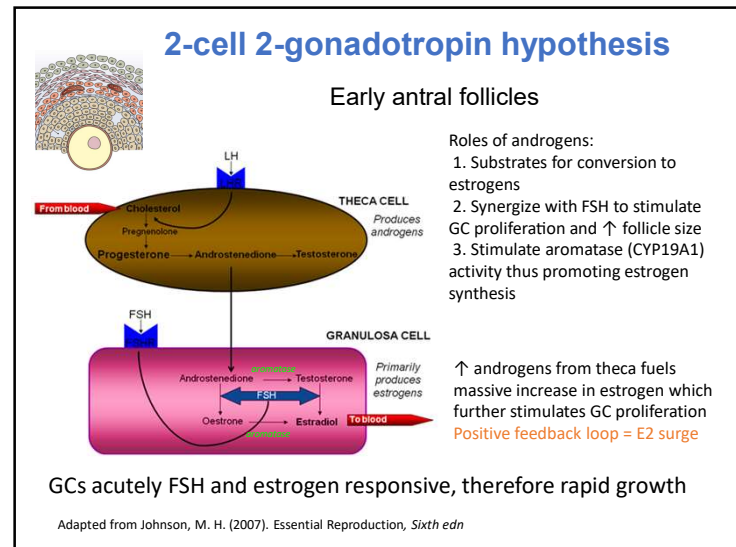 2-cell 2-gonadotropin hypothesis
Early antral follicles
LH
LHR
THECA CELL
Produces
androgens
From blood
Cholesterol
Pregnenolone
Progesterone
Androstenedione
Testosterone
Roles of androgens:
1. Substrates for conversion to
estrogens
2. Synergize with FSH to stimulate
GC proliferation and ↑ follicle size
3. Stimulate aromatase (CYP19A1)
activity thus promoting estrogen
synthesis
FSH
FSHR
GRANULOSA CELL
Primarily
produces
estrogens
Androstenedione
aromatase
Testosterone
FSH
Oestrone
aromatase
Estradiol
To blood
↑ androgens from theca fuels
massive increase in estrogen which
further stimulates GC proliferation
Positive feedback loop = E2 surge
GCs acutely FSH and estrogen responsive, therefore rapid growth
Adapted from Johnson, M. H. (2007). Essential Reproduction, Sixth edn